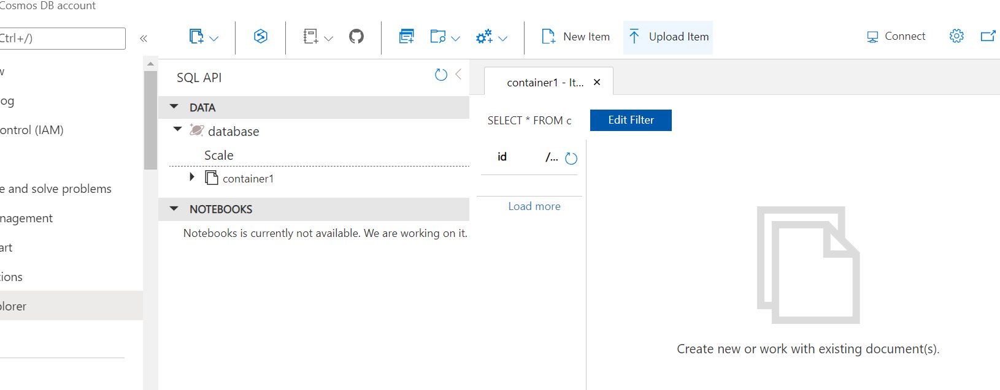 Cosmos DB account
Ctrl+/)
«
New Item
Upload Item
Connect
w
og
ontrol (IAM)
e and solve problems
nagement
art
tions
plorer
SQL API
DATA
database
Scale
container1
NOTEBOOKS
Notebooks is currently not available. We are working on it.
container1 - It...
SELECT * FROM c
Edit Filter
id
/...
Load more
Create new or work with existing document(s).